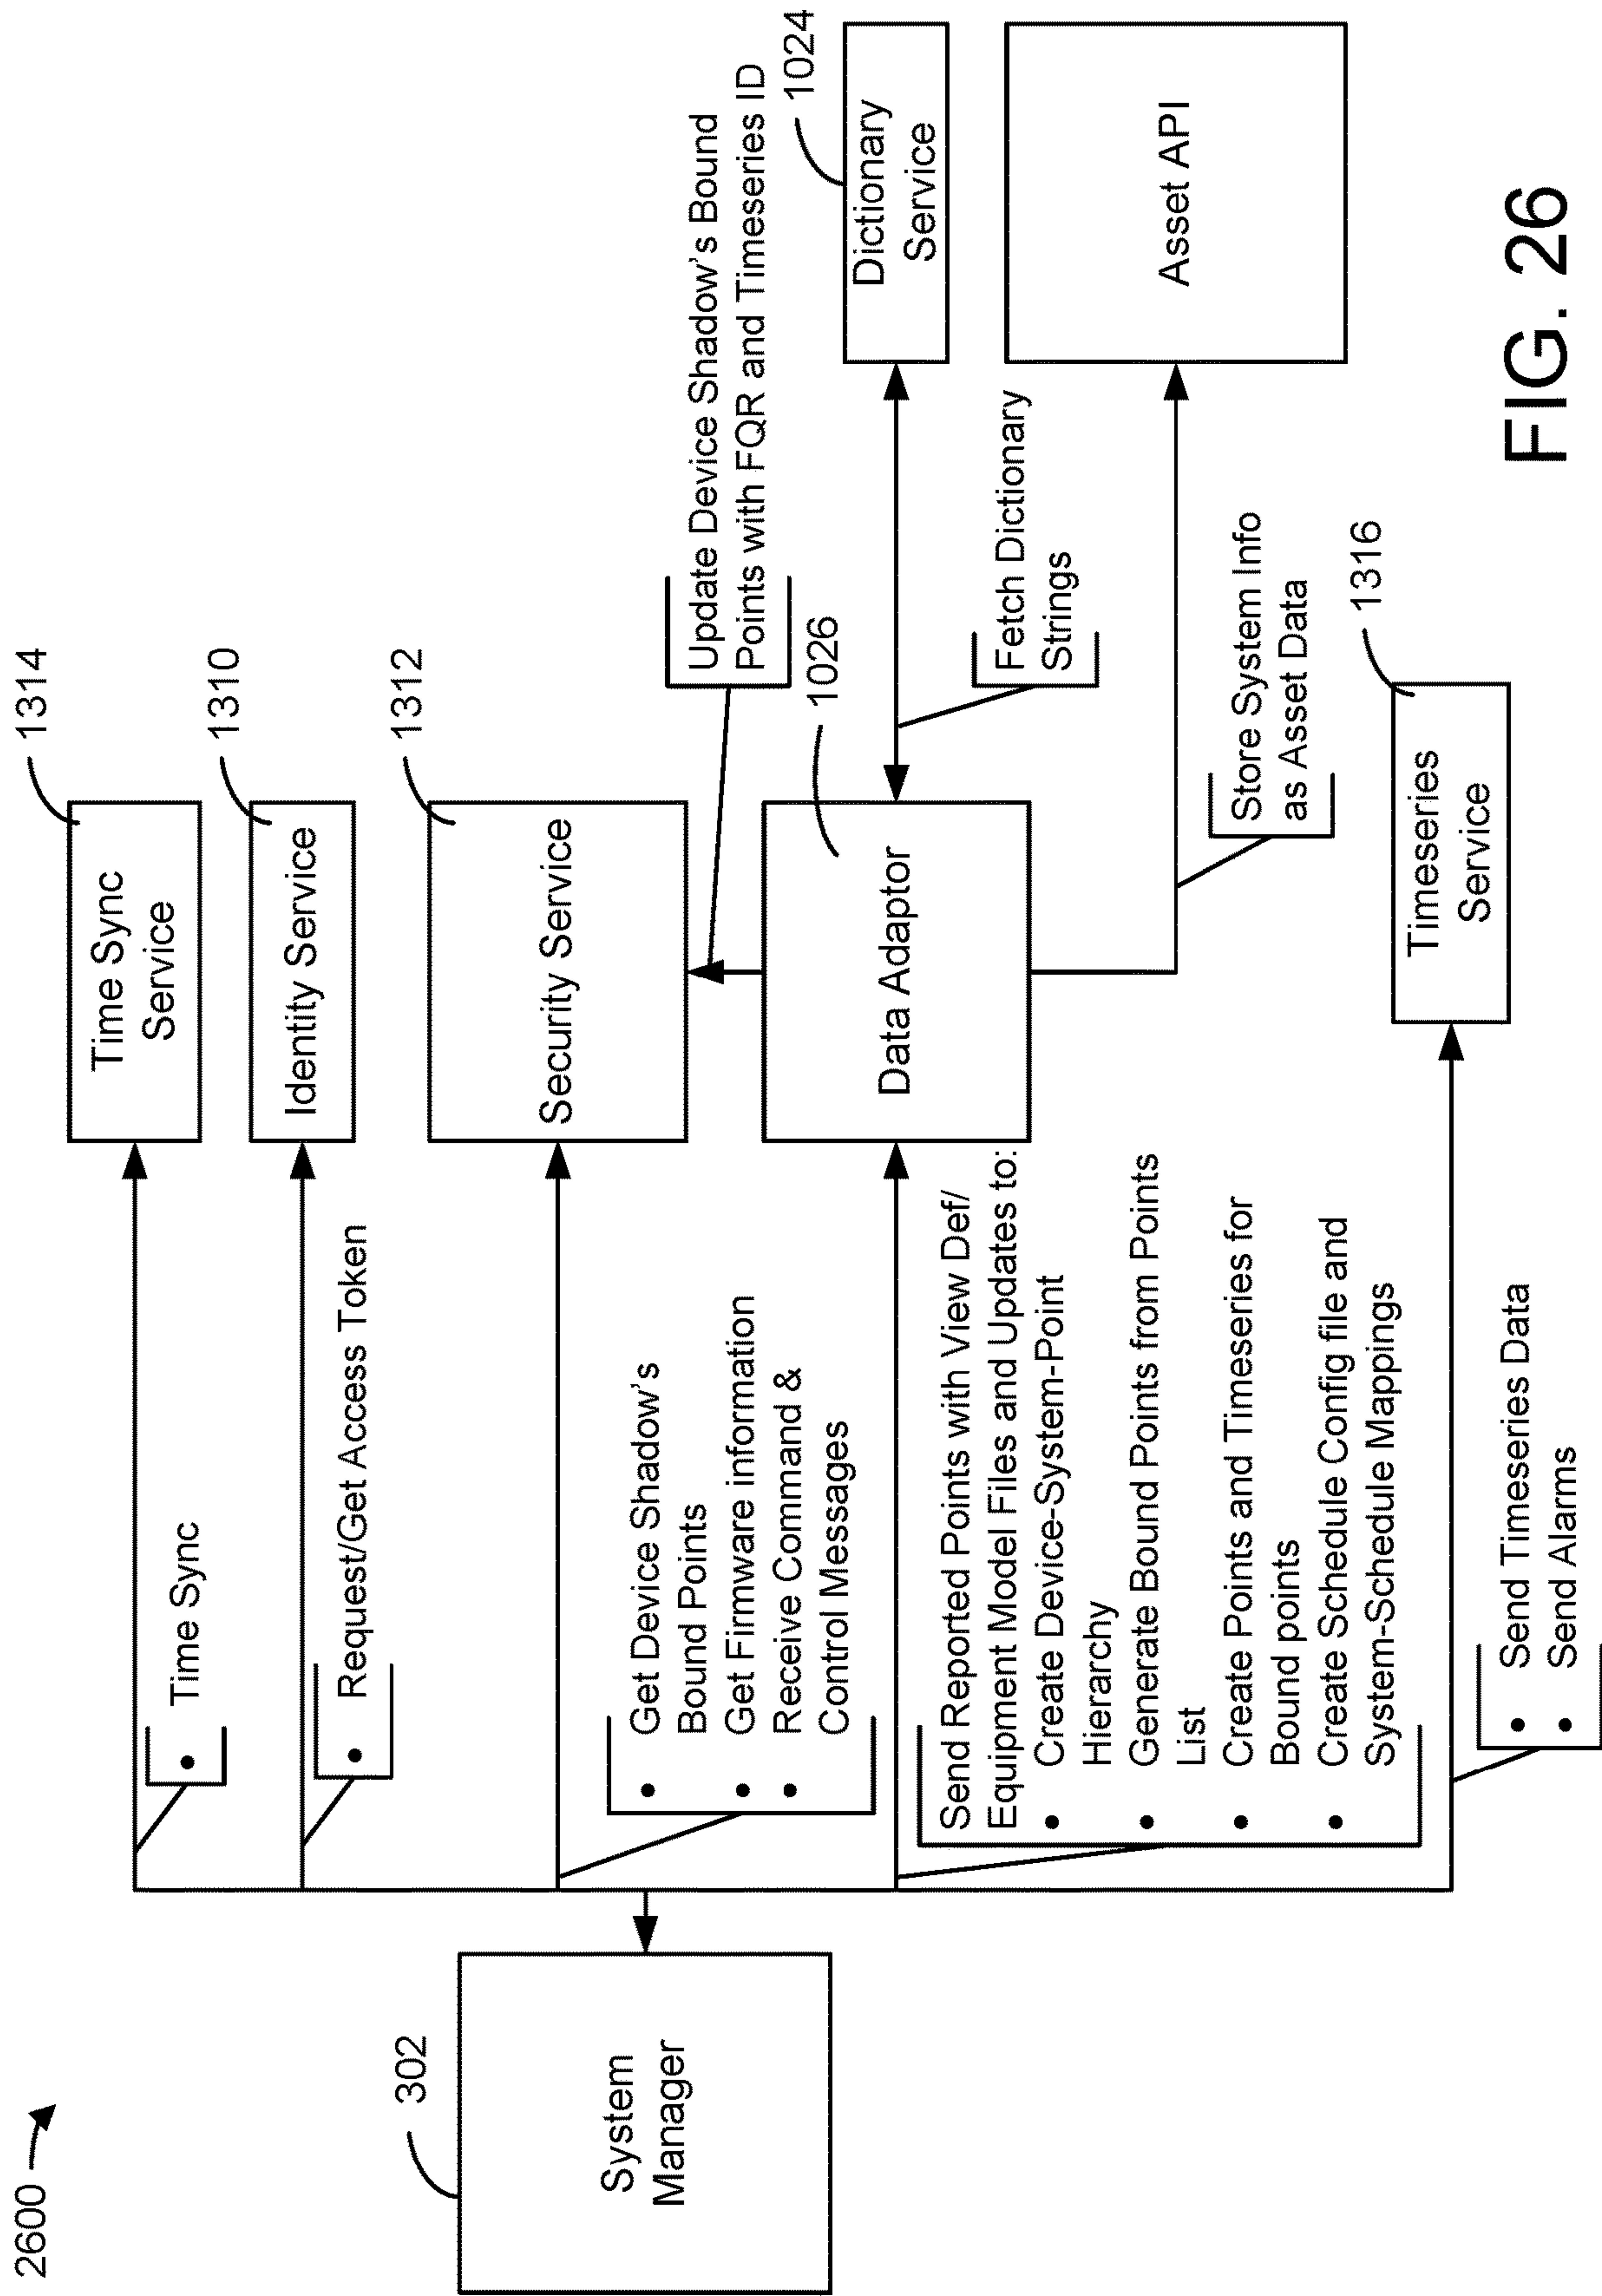 2600
302
System
Manager
1314
Time Sync
Service
• Time Sync
1310
Identity Service
• Request/Get Access Token
1312
Security Service
• Get Device Shadow's
Bound Points
• Get Firmware information
• Receive Command &
Control Messages
Update Device Shadow's Bound
Points with FQR and Timeseries ID
1026
Data Adaptor
Send Reported Points with View Def/
Equipment Model Files and Updates to:
• Create Device-System-Point
Hierarchy
• Generate Bound Points from Points
List
• Create Points and Timeseries for
Bound points
• Create Schedule Config file and
System-Schedule Mappings
1024
Dictionary
Service
Fetch Dictionary
Strings
Asset API
Store System Info
as Asset Data
1316
Timeseries
Service
• Send Timeseries Data
• Send Alarms
FIG. 26